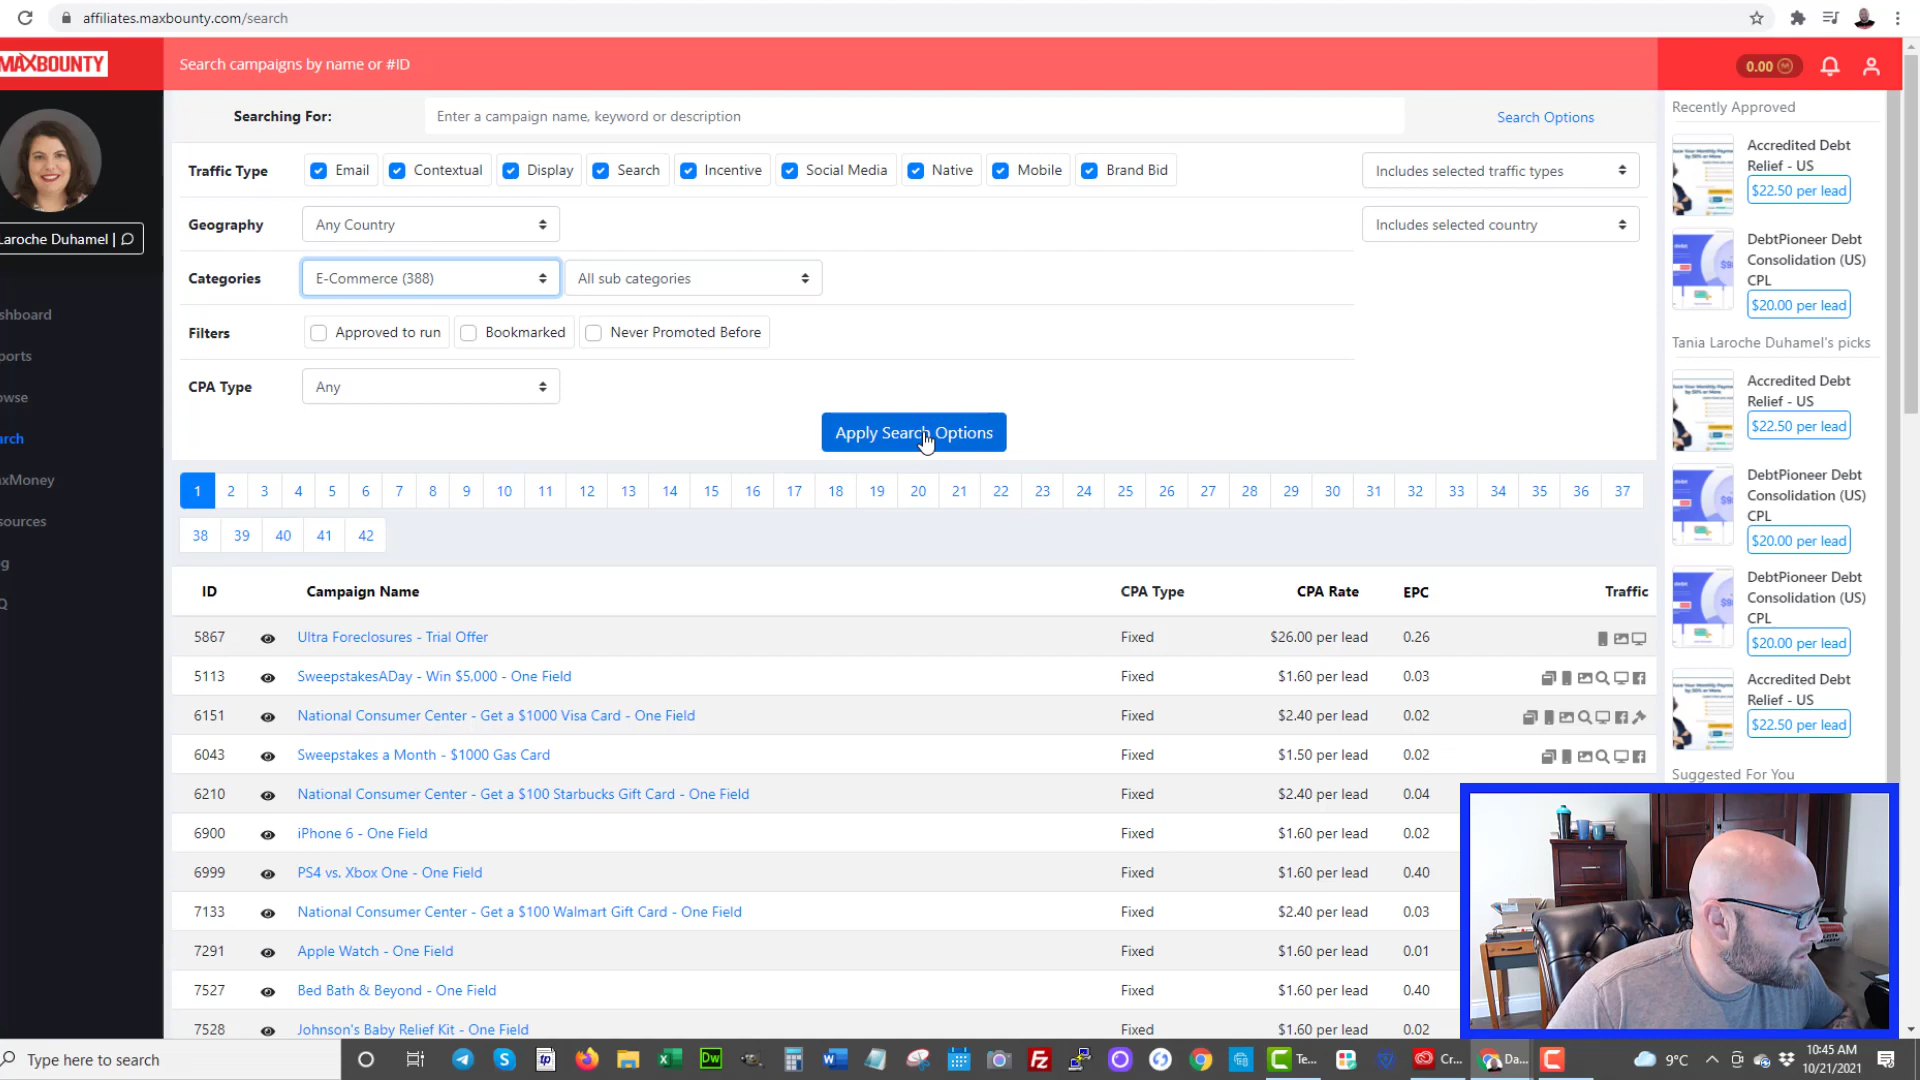 affiliates.maxbounty.com/search
MAXBOUNTY
Search campaigns by name or #ID
0.00
Searching For:
Enter a campaign name, keyword or description
Search Options
Traffic Type
Email
Contextual
Display
Search
Incentive
Social Media
Native
Mobile
Brand Bid
Includes selected traffic types
Geography
Any Country
Includes selected country
Categories
E-Commerce (388)
All sub categories
Filters
Approved to run
Bookmarked
Never Promoted Before
CPA Type
Any
Apply Search Options
1 2 3 4 5 6 7 8 9 10 11 12 13 14 15 16 17 18 19 20 21 22 23 24 25 26 27 28 29 30 31 32 33 34 35 36 37
38 39 40 41 42
ID Campaign Name CPA Type CPA Rate EPC Traffic
5867 Ultra Foreclosures - Trial Offer Fixed $26.00 per lead 0.26
5113 SweepstakesADay - Win $5,000 - One Field Fixed $1.60 per lead 0.03
6151 National Consumer Center - Get a $1000 Visa Card - One Field Fixed $2.40 per lead 0.02
6043 Sweepstakes a Month - $1000 Gas Card Fixed $1.50 per lead 0.02
6210 National Consumer Center - Get a $100 Starbucks Gift Card - One Field Fixed $2.40 per lead 0.04
6900 iPhone 6 - One Field Fixed $1.60 per lead 0.02
6999 PS4 vs. Xbox One - One Field Fixed $1.60 per lead 0.40
7133 National Consumer Center - Get a $100 Walmart Gift Card - One Field Fixed $2.40 per lead 0.03
7291 Apple Watch - One Field Fixed $1.60 per lead 0.01
7527 Bed Bath & Beyond - One Field Fixed $1.60 per lead 0.40
7528 Johnson's Baby Relief Kit - One Field Fixed $1.60 per lead 0.02
Laroche Duhamel |
shboard
ports
wse
rch
xMoney
sources
g
Q
Recently Approved
Accredited Debt
Relief - US
$22.50 per lead
DebtPioneer Debt
Consolidation (US)
CPL
$20.00 per lead
Tania Laroche Duhamel's picks
Accredited Debt
Relief - US
$22.50 per lead
DebtPioneer Debt
Consolidation (US)
CPL
$20.00 per lead
DebtPioneer Debt
Consolidation (US)
CPL
$20.00 per lead
Accredited Debt
Relief - US
$22.50 per lead
Suggested For You
Type here to search
tp
Dw
Te...
Cr...
Da...
9°C
10:45 AM
10/21/2021